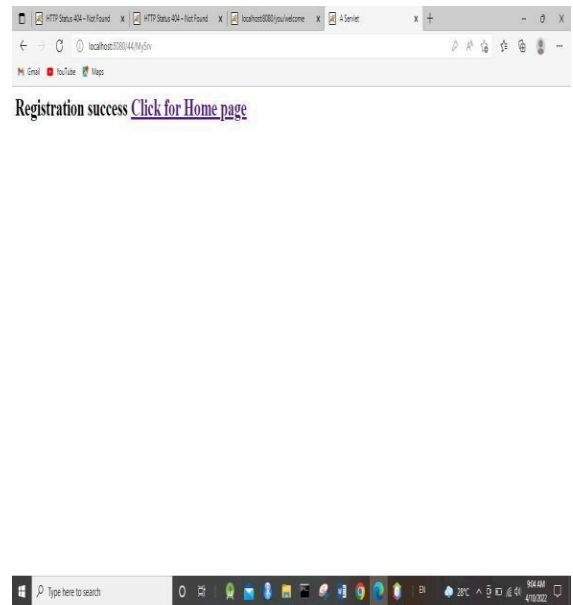 HTTP Status 404 – Not Found
HTTP Status 404 – Not Found
localhost:8080/you/welcome
A Servlet
localhost:8080/44/MySrv
Gmail
YouTube
Maps
Registration success Click for Home page
Type here to search
EN
28°C
9:04 AM
4/10/2022